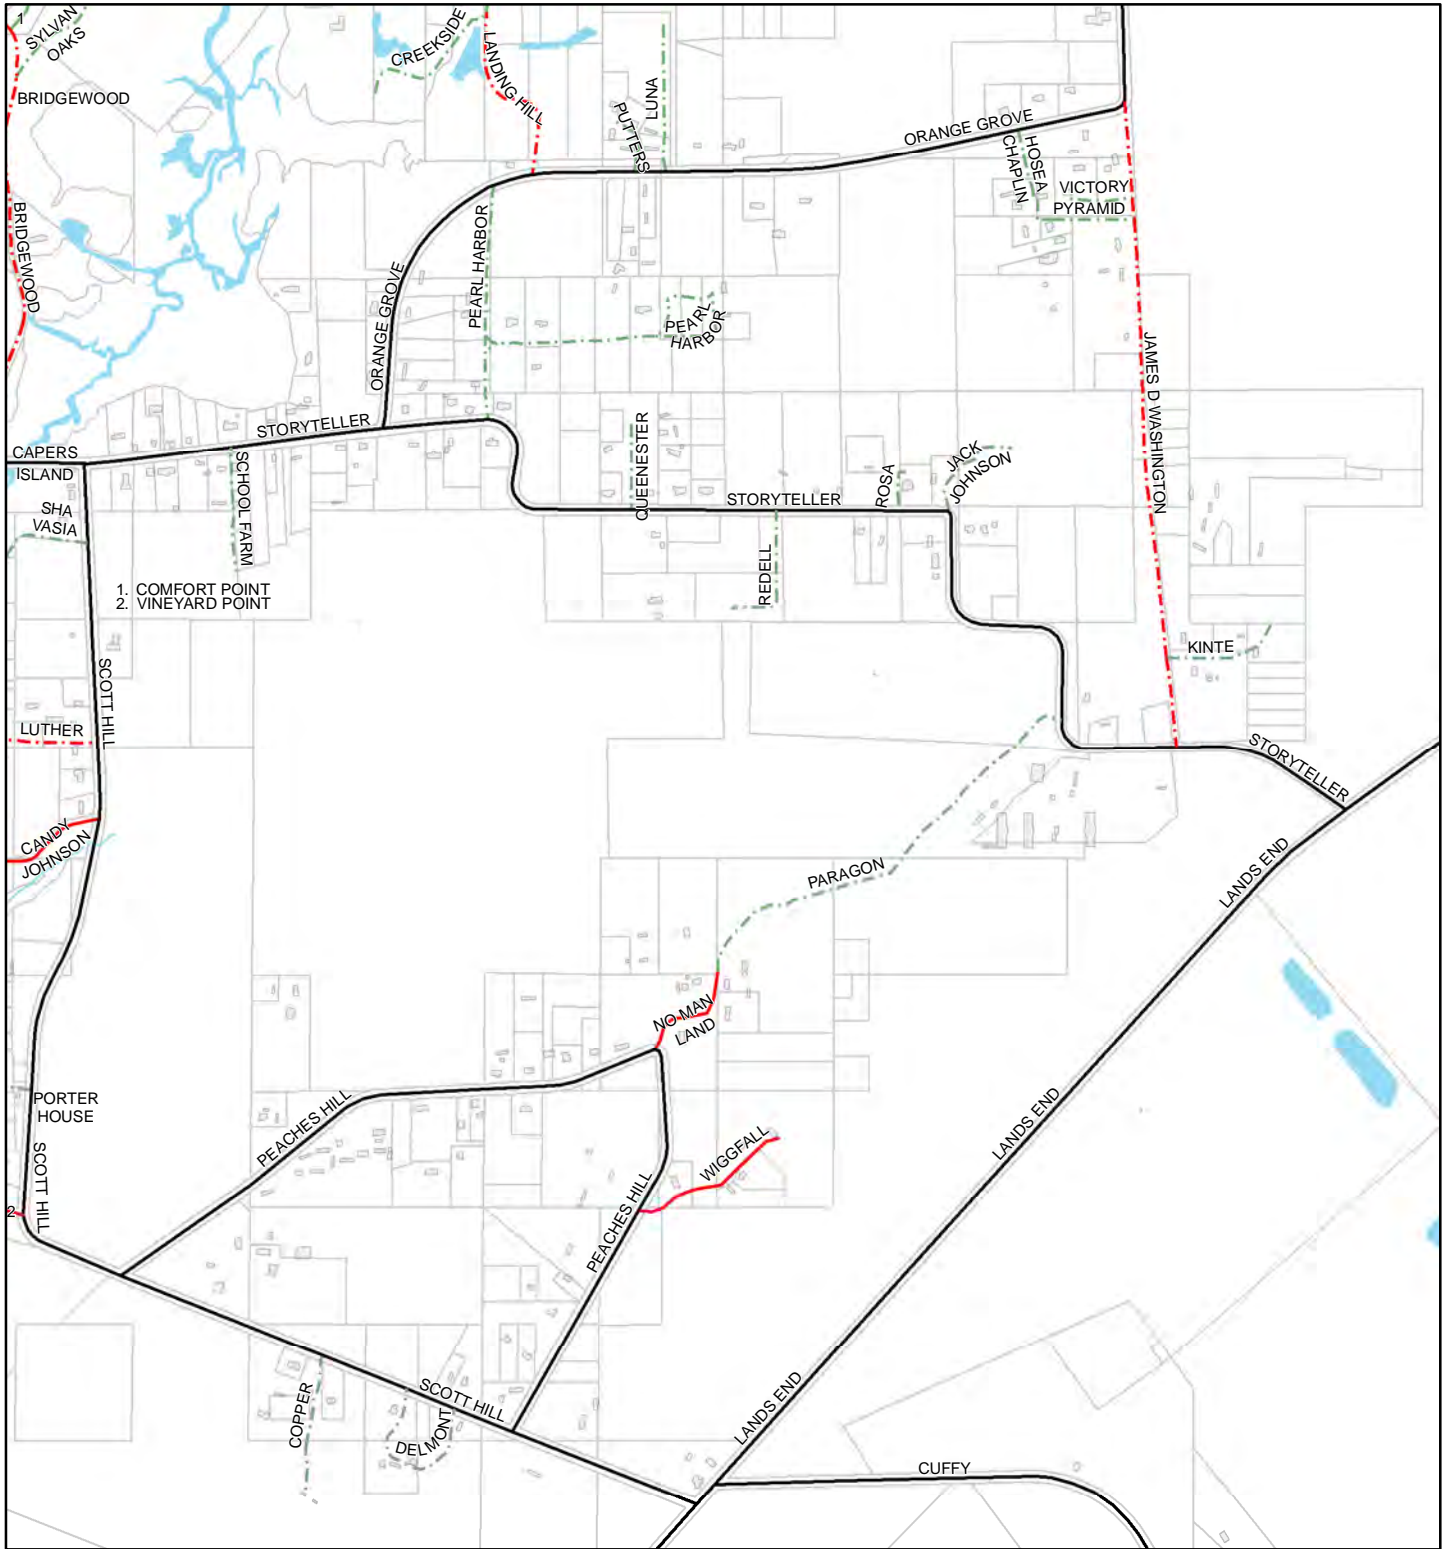 1
SYLVAN
OAKS
CREEKSIDE
LANDING HILL
LUNA
PUTTERS
BRIDGEWOOD
ORANGE GROVE
HOSEA
CHAPLIN
VICTORY
PYRAMID
BRIDGEWOOD
PEARL HARBOR
ORANGE GROVE
PEARL
HARBOR
JAMES D WASHINGTON
STORYTELLER
CAPERS
ISLAND
SCHOOL FARM
QUEENESTER
STORYTELLER
ROSA
JACK
JOHNSON
SHA
VASIA
REDELL
1. COMFORT POINT
2. VINEYARD POINT
KINTE
SCOTT HILL
LUTHER
STORYTELLER
CANDY
JOHNSON
PARAGON
LANDS END
NO MAN
LAND
PORTER
HOUSE
PEACHES HILL
LANDS END
WIGGFALL
SCOTT HILL
2
PEACHES HILL
SCOTT HILL
COPPER
DELMONT
LANDS END
CUFFY